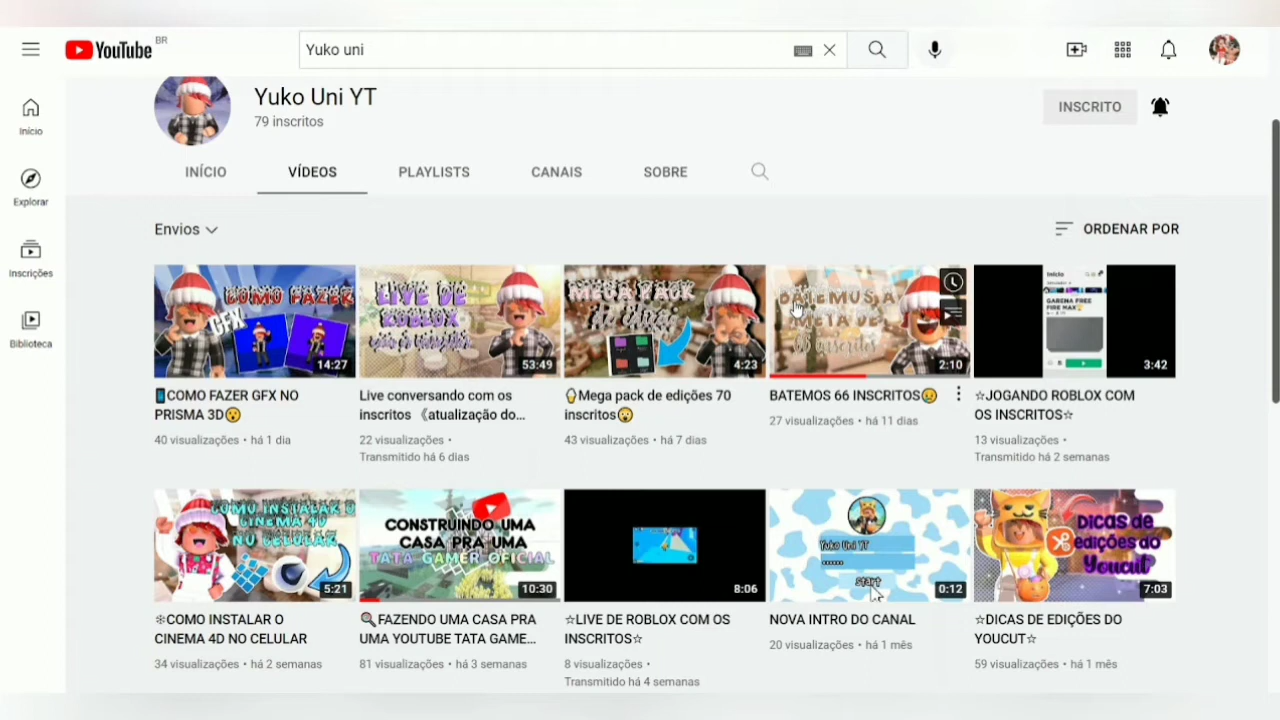 YouTube BR
Yuko uni
Yuko Uni YT
79 inscritos
INSCRITO
INÍCIO
VÍDEOS
PLAYLISTS
CANAIS
SOBRE
Início
Explorar
Inscrições
Biblioteca
Envios
ORDENAR POR
COMO FAZER
GFX
14:27
LIVE DE
ROBLOX
53:49
MEGA PACK
DE EDIÇÕES
4:23
BATEMOS A
META DE
66 inscritos
2:10
Início
GARENA FREE
FIRE MAX
3:42
📱COMO FAZER GFX NO
PRISMA 3D😮
40 visualizações • há 1 dia
Live conversando com os
inscritos 《atualização do...
22 visualizações •
Transmitido há 6 dias
Mega pack de edições 70
inscritos😱
43 visualizações • há 7 dias
BATEMOS 66 INSCRITOS😥
27 visualizações • há 11 dias
☆JOGANDO ROBLOX COM
OS INSCRITOS☆
13 visualizações •
Transmitido há 2 semanas
COMO INSTALAR O
CINEMA 4D
NO CELULAR
5:21
CONSTRUINDO UMA
CASA PRA UMA
TATA GAMER OFICIAL
10:30
8:06
Yuko Uni YT
••••••
start
0:12
DICAS DE
edições do
Youcut
7:03
❄COMO INSTALAR O
CINEMA 4D NO CELULAR
34 visualizações • há 2 semanas
🔍FAZENDO UMA CASA PRA
UMA YOUTUBE TATA GAME...
81 visualizações • há 3 semanas
☆LIVE DE ROBLOX COM OS
INSCRITOS☆
8 visualizações •
Transmitido há 4 semanas
NOVA INTRO DO CANAL
20 visualizações • há 1 mês
☆DICAS DE EDIÇÕES DO
YOUCUT☆
59 visualizações • há 1 mês